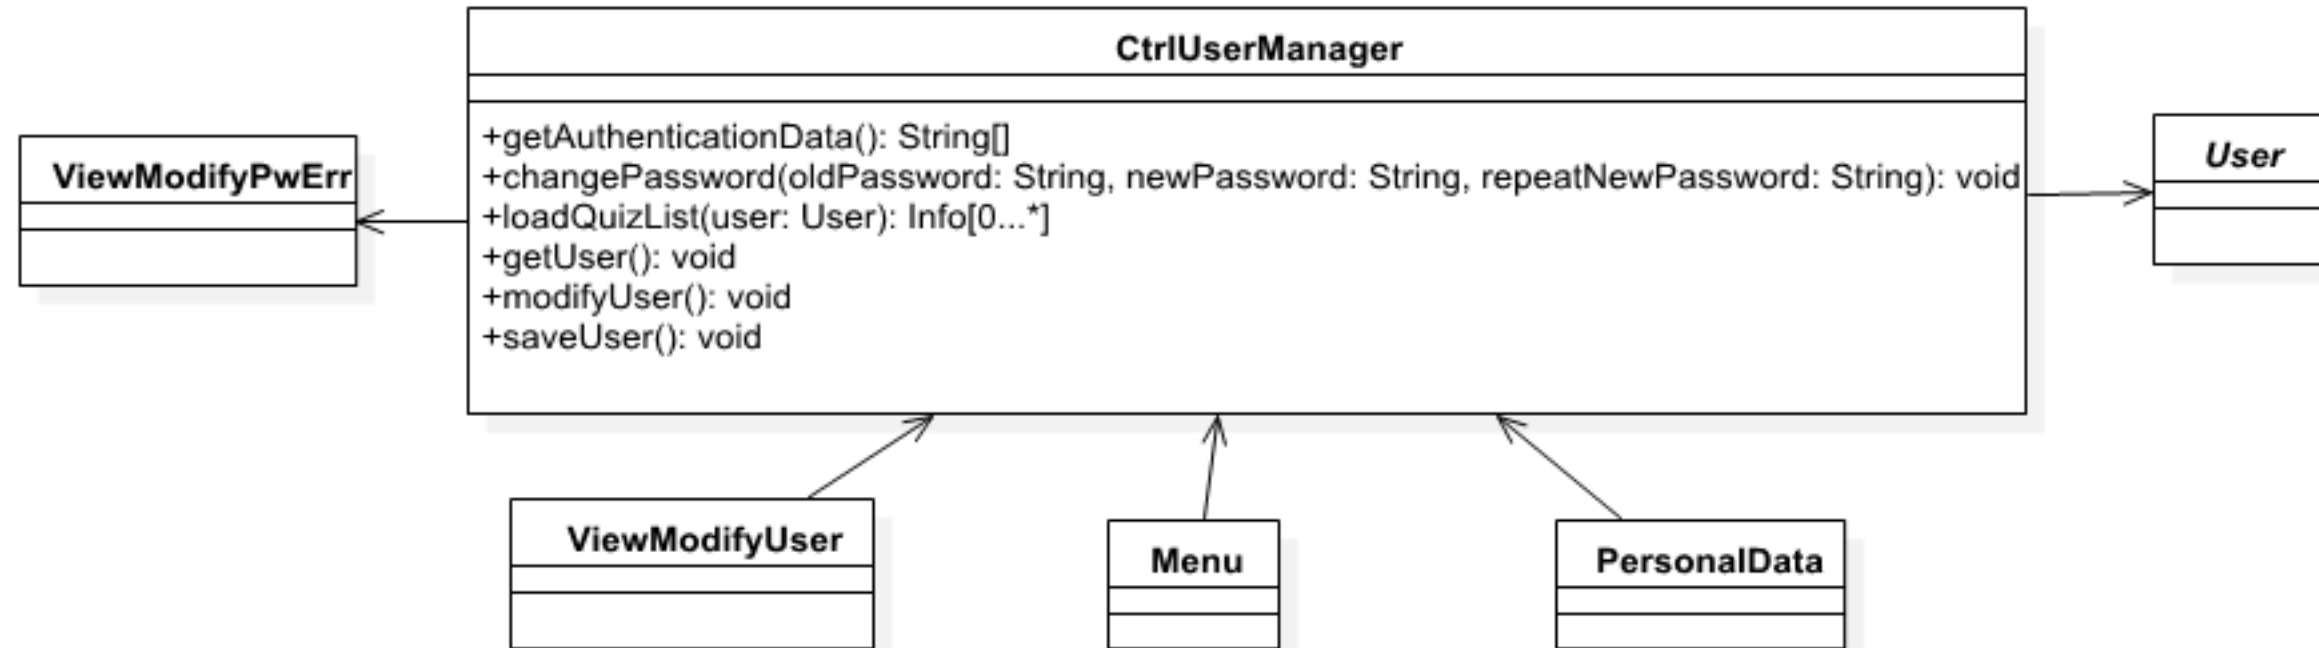 CtrlUserManager
+getAuthenticationData(): String[]
+changePassword(oldPassword: String, newPassword: String, repeatNewPassword: String): void
+loadQuizList(user: User): Info[0...*]
+getUser(): void
+modifyUser(): void
+saveUser(): void
ViewModifyPwErr
User
ViewModifyUser
Menu
PersonalData